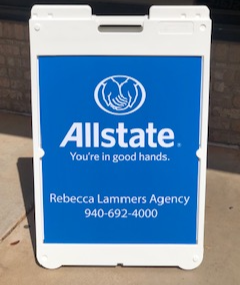 Allstate®
You're in good hands.
Rebecca Lammers Agency
940-692-4000